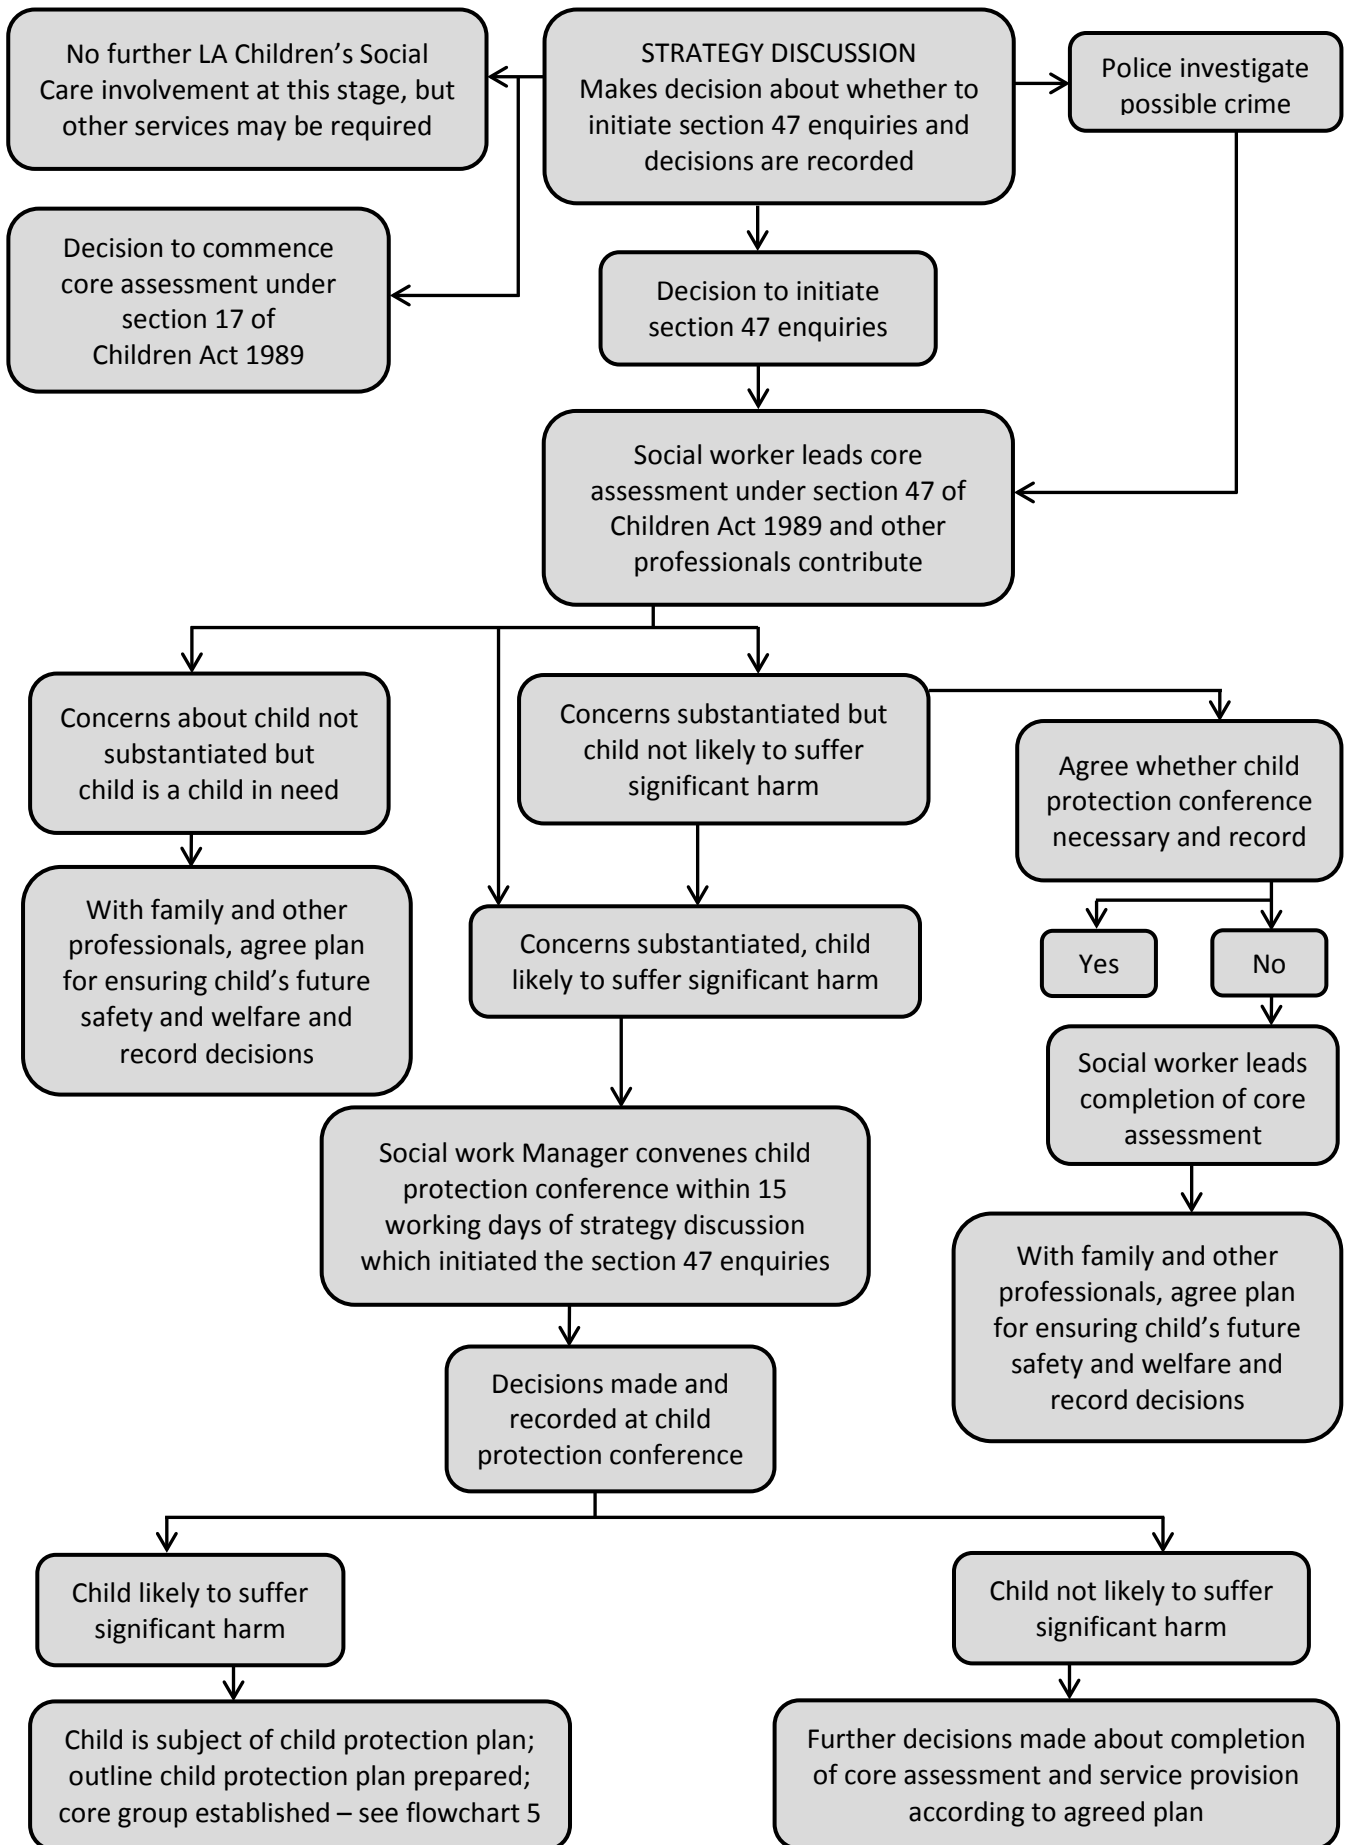 No further LA Children’s Social
Care involvement at this stage, but
other services may be required
STRATEGY DISCUSSION
Makes decision about whether to
initiate section 47 enquiries and
decisions are recorded
Police investigate
possible crime
Decision to commence
core assessment under
section 17 of
Children Act 1989
Decision to initiate
section 47 enquiries
Social worker leads core
assessment under section 47 of
Children Act 1989 and other
professionals contribute
Concerns about child not
substantiated but
child is a child in need
Concerns substantiated but
child not likely to suffer
significant harm
Agree whether child
protection conference
necessary and record
With family and other
professionals, agree plan
for ensuring child’s future
safety and welfare and
record decisions
Concerns substantiated, child
likely to suffer significant harm
Yes
No
Social worker leads
completion of core
assessment
Social work Manager convenes child
protection conference within 15
working days of strategy discussion
which initiated the section 47 enquiries
With family and other
professionals, agree plan
for ensuring child’s future
safety and welfare and
record decisions
Decisions made and
recorded at child
protection conference
Child likely to suffer
significant harm
Child not likely to suffer
significant harm
Child is subject of child protection plan;
outline child protection plan prepared;
core group established – see flowchart 5
Further decisions made about completion
of core assessment and service provision
according to agreed plan